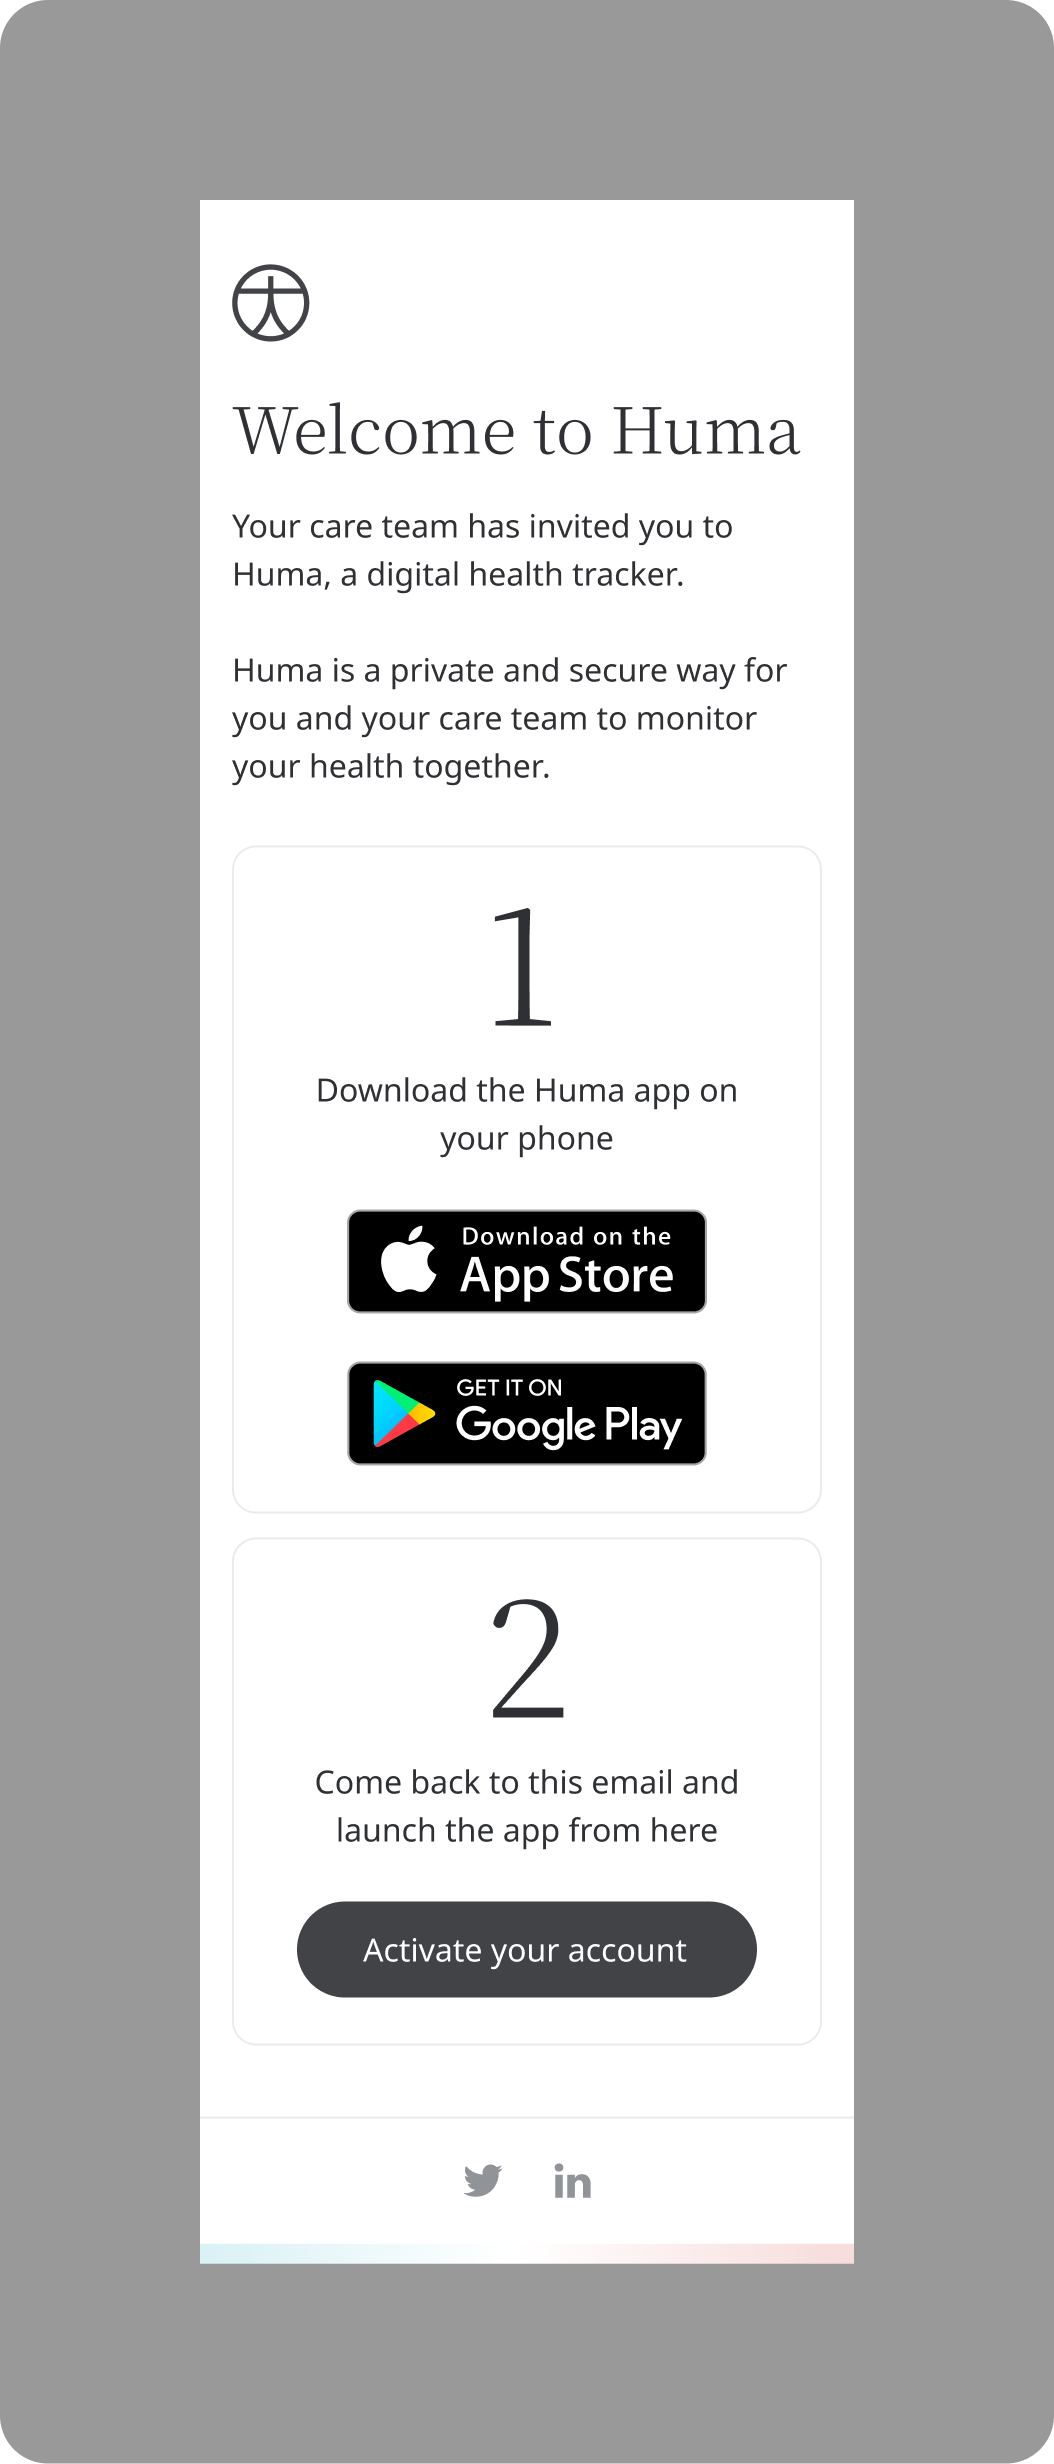 Welcome to Huma
Your care team has invited you to
Huma, a digital health tracker.
Huma is a private and secure way for
you and your care team to monitor
your health together.
1
Download the Huma app on
your phone
Download on the
App Store
GET IT ON
Google Play
2
Come back to this email and
launch the app from here
Activate your account
in